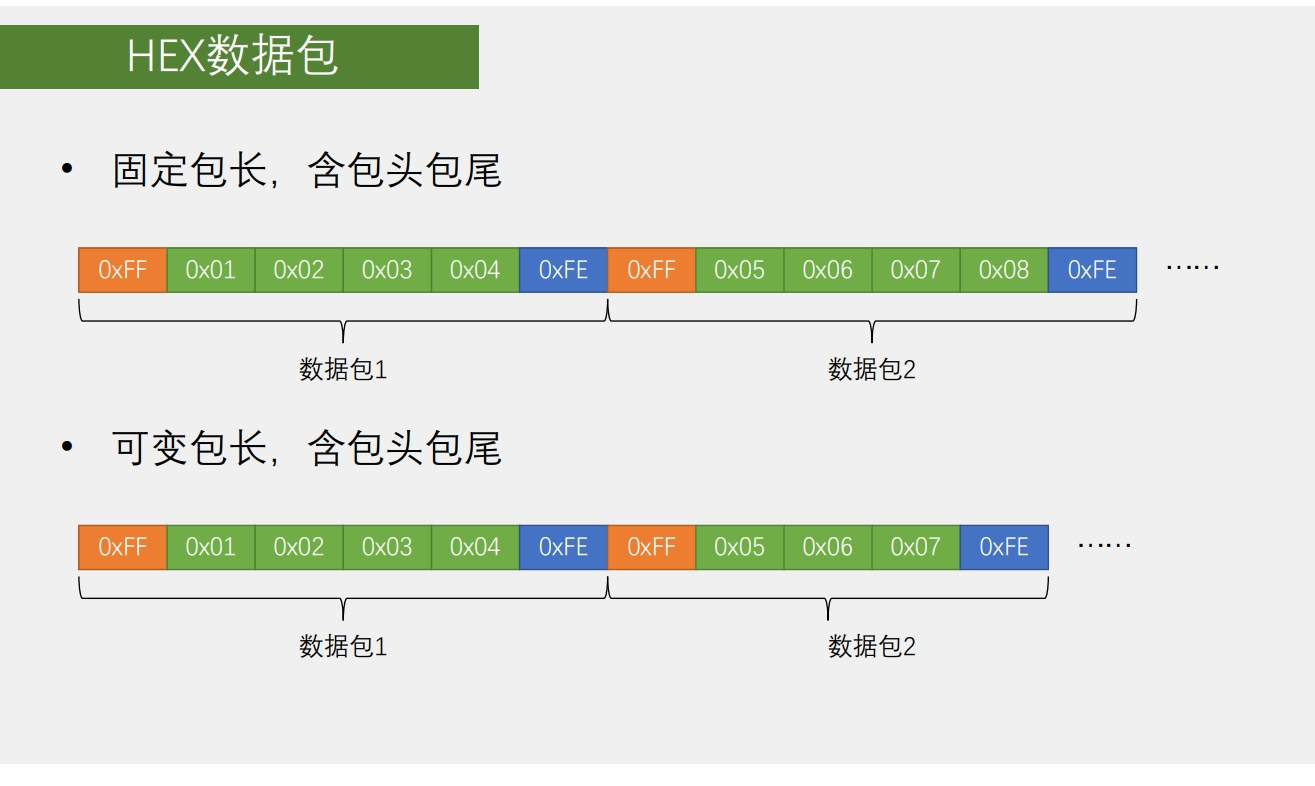 HEX数据包
• 固定包长，含包头包尾
0xFF 0x01 0x02 0x03 0x04 0xFE 0xFF 0x05 0x06 0x07 0x08 0xFE ……
数据包1 数据包2
• 可变包长，含包头包尾
0xFF 0x01 0x02 0x03 0x04 0xFE 0xFF 0x05 0x06 0x07 0xFE ……
数据包1 数据包2